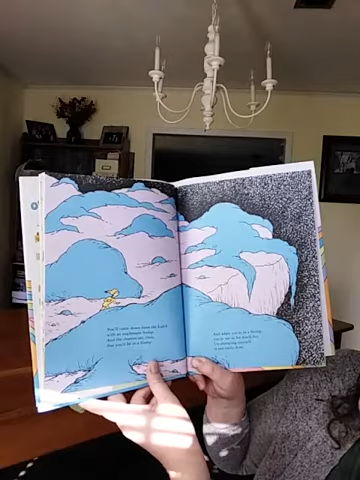 You'll come down from the Lurch
with an unpleasant bump.
And the chances are, then,
that you'll be in a Slump.
And when you're in a Slump,
you're not in for much fun.
Un-slumping yourself
is not easily done.